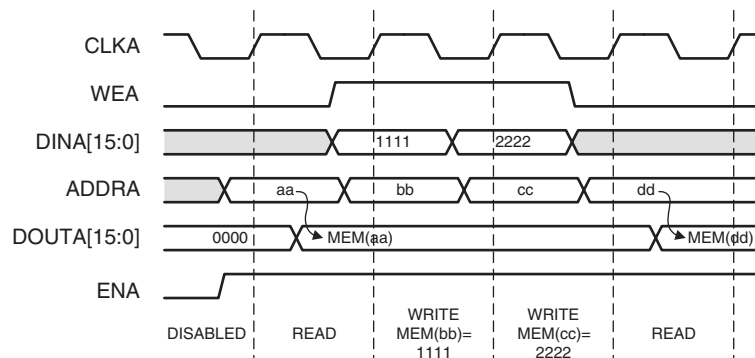 CLKA
WEA
DINA[15:0] 1111 2222
ADDRA aa bb cc dd
DOUTA[15:0] 0000 MEM(aa) MEM(dd)
ENA
DISABLED READ WRITE MEM(bb)= 1111 WRITE MEM(cc)= 2222 READ